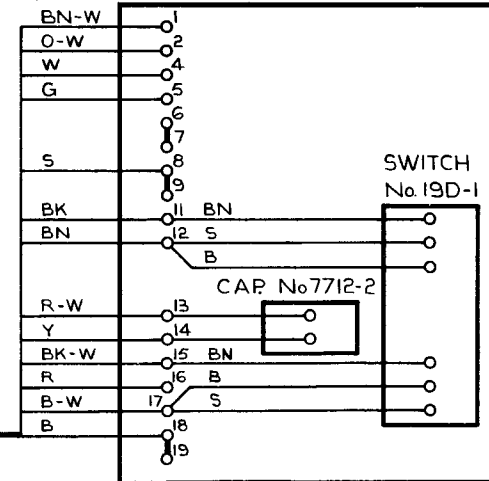 BN-W 1
O-W 2
W 4
G 5
6
7
S 8
9
SWITCH
No. 19D-1
BK 11 BN
BN 12 S
B
CAP. No 7712-2
R-W 13
Y 14
BK-W 15 BN
R 16 B
B-W 17 S
B 18
19